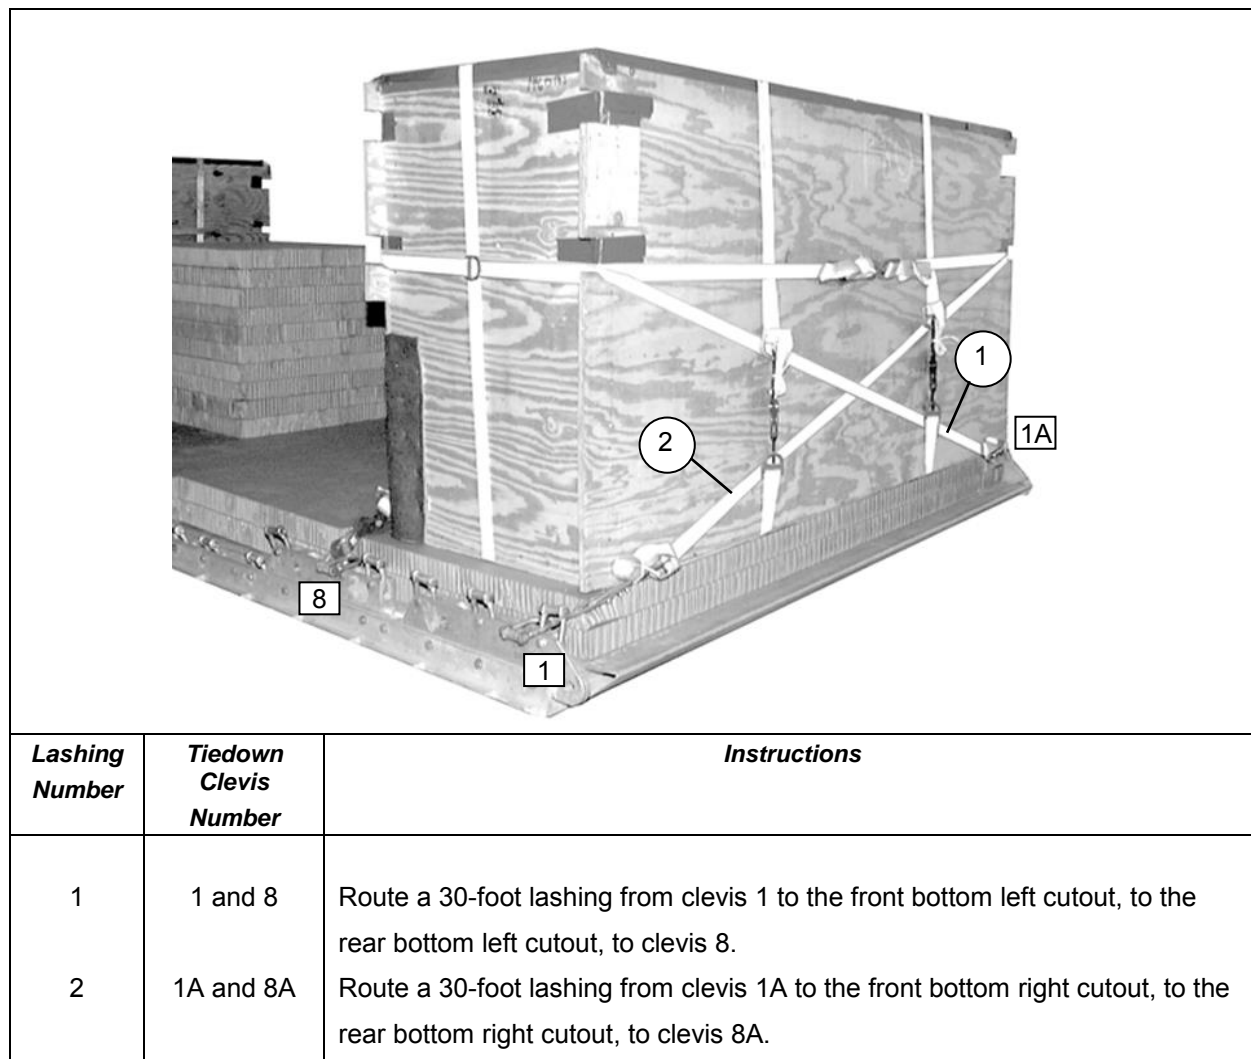 1
1A
2
8
1
Lashing Number
Tiedown Clevis Number
Instructions
1
1 and 8
Route a 30-foot lashing from clevis 1 to the front bottom left cutout, to the
rear bottom left cutout, to clevis 8.
2
1A and 8A
Route a 30-foot lashing from clevis 1A to the front bottom right cutout, to the
rear bottom right cutout, to clevis 8A.